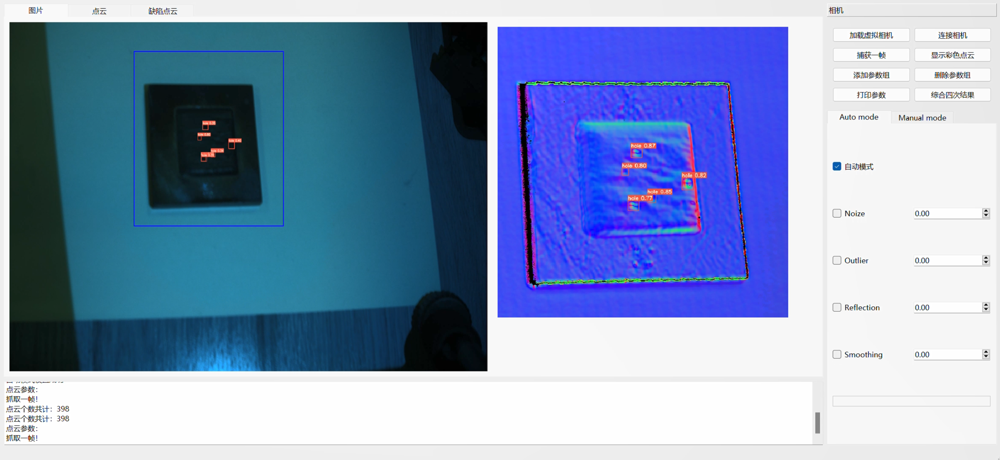 图片
点云
缺陷点云
相机
加载虚拟相机
连接相机
捕获一帧
显示彩色点云
添加参数组
删除参数组
打印参数
综合四次结果
Auto mode
Manual mode
自动模式
Noize
0.00
Outlier
0.00
Reflection
0.00
Smoothing
0.00
hole 0.35
hole 0.80
hole 0.40
hole 0.34
hole 0.35
hole 0.87
hole 0.80
hole 0.82
hole 0.85
hole 0.77
点云参数：
抓取一帧！
点云个数共计：398
点云个数共计：398
点云参数：
抓取一帧！